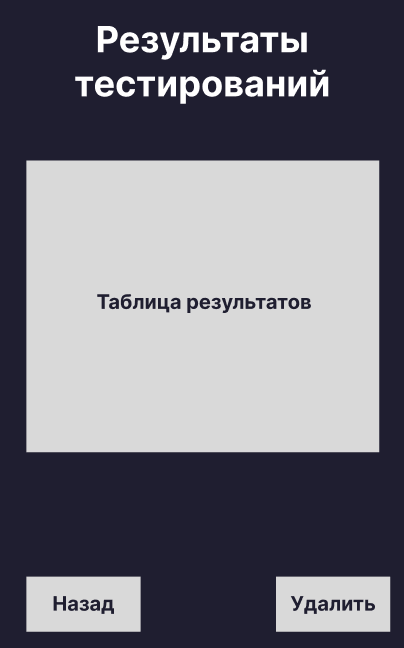 Результаты
тестирований
Таблица результатов
Назад
Удалить